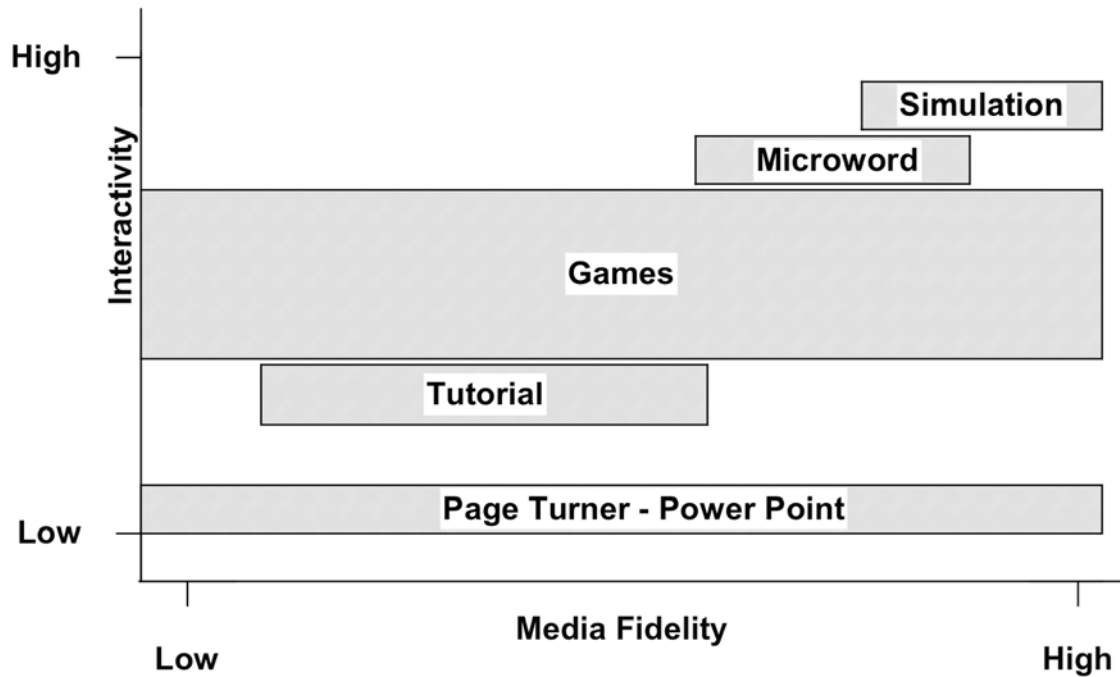 High
Simulation
Microword
Interactivity
Games
Tutorial
Page Turner - Power Point
Low
Media Fidelity
Low
High